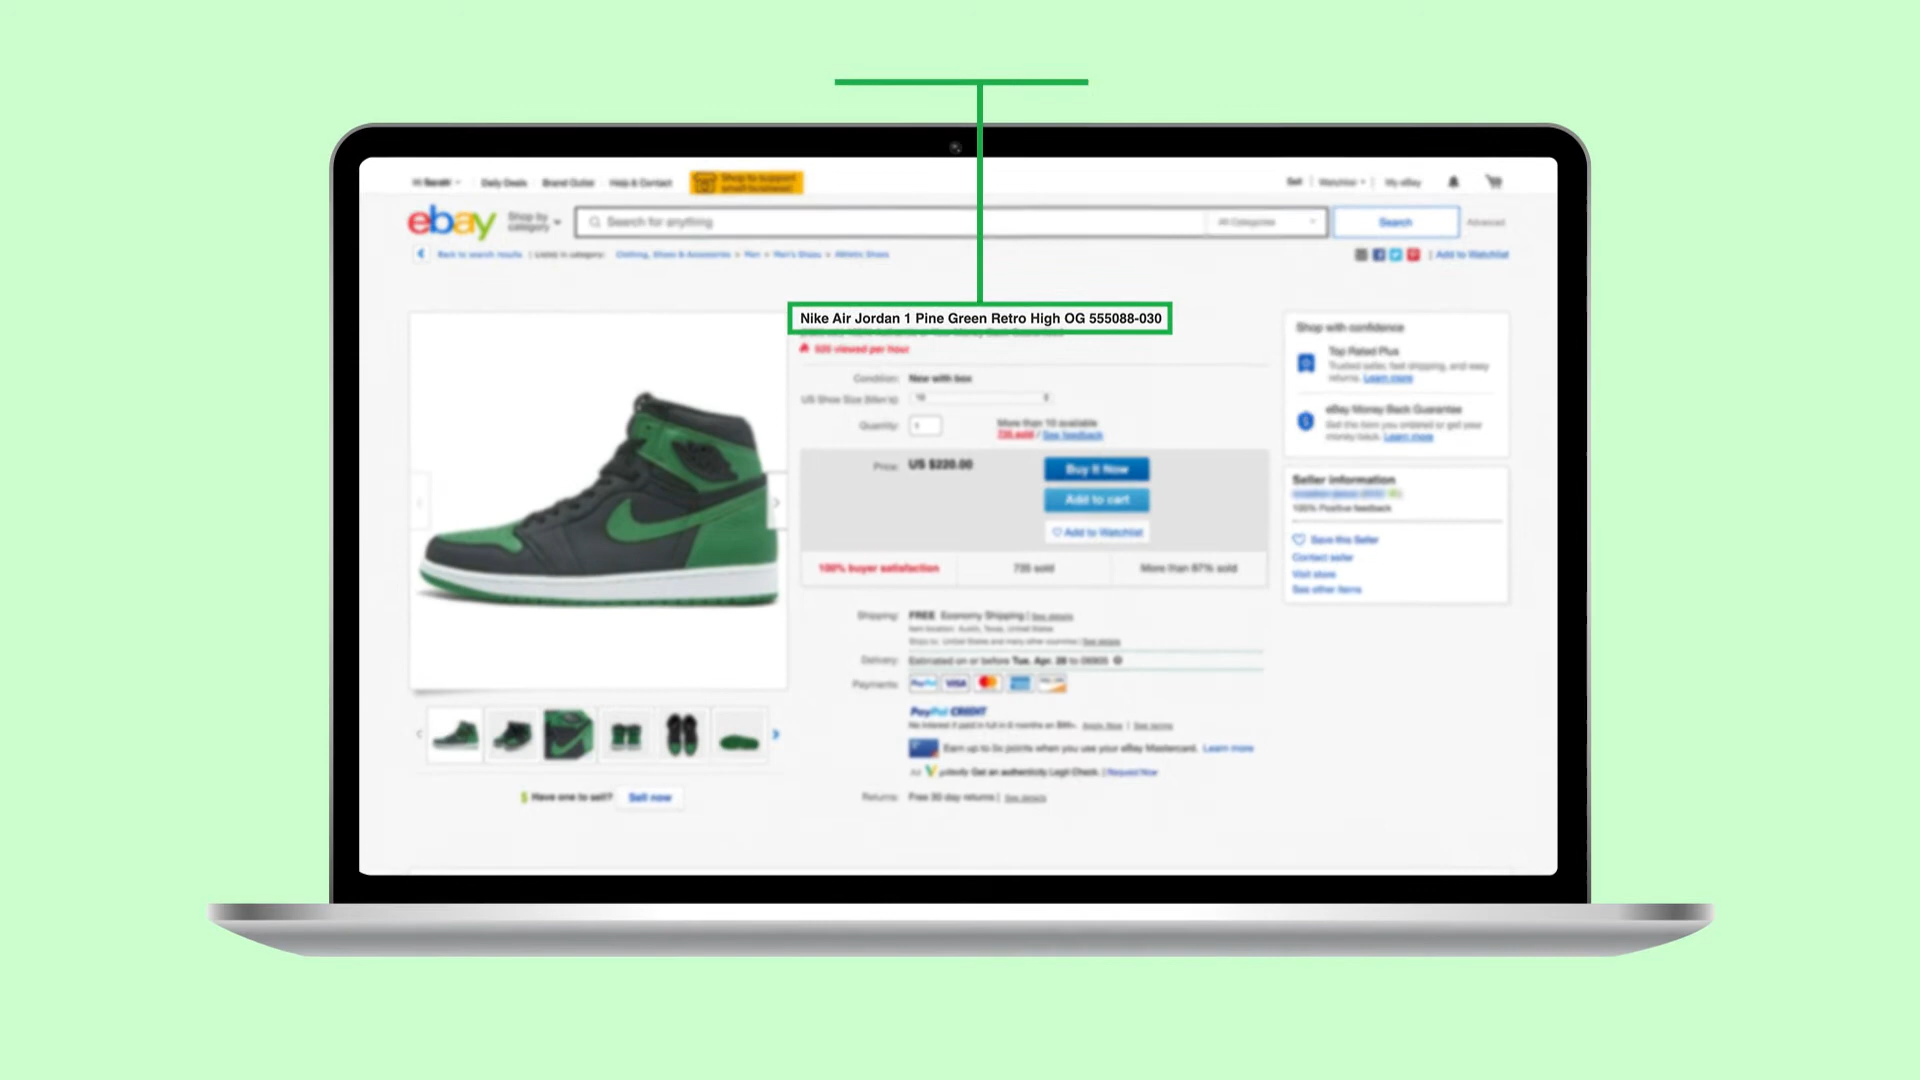 Hi Sarah!
Daily Deals
Brand Outlet
Help & Contact
Shop to support
small business!
Sell
Watchlist
My eBay
ebay
Shop by
category
Search for anything
All Categories
Search
Advanced
Back to search results | Listed in category:
Clothing, Shoes & Accessories > Men > Men's Shoes > Athletic Shoes
| Add to Watchlist
Nike Air Jordan 1 Pine Green Retro High OG 555088-030
viewed per hour
Condition: New with box
US Shoe Size (Men's): 10
Quantity: 1
More than 10 available
735 sold / See feedback
Price: US $220.00
Buy It Now
Add to cart
Add to Watchlist
100% buyer satisfaction
735 sold
More than 87% sold
Shipping: FREE Economy Shipping | See details
Item location: Austin, Texas, United States
Ships to: United States and many other countries | See details
Delivery: Estimated on or before Tue. Apr. 28 to
Payments: PayPal VISA
PayPal CREDIT
No interest if paid in full in 6 months on $99+. Apply Now | See terms
Earn up to 5x points when you use your eBay Mastercard. Learn more
Ad Get an authenticity Legit Check. | Request Now
Returns: Free 30 day returns | See details
Have one to sell? Sell now
Shop with confidence
Top Rated Plus
Trusted seller, fast shipping, and easy
returns. Learn more
eBay Money Back Guarantee
Get the item you ordered or get your
money back. Learn more
Seller information
100% Positive feedback
Save this Seller
Contact seller
Visit store
See other items